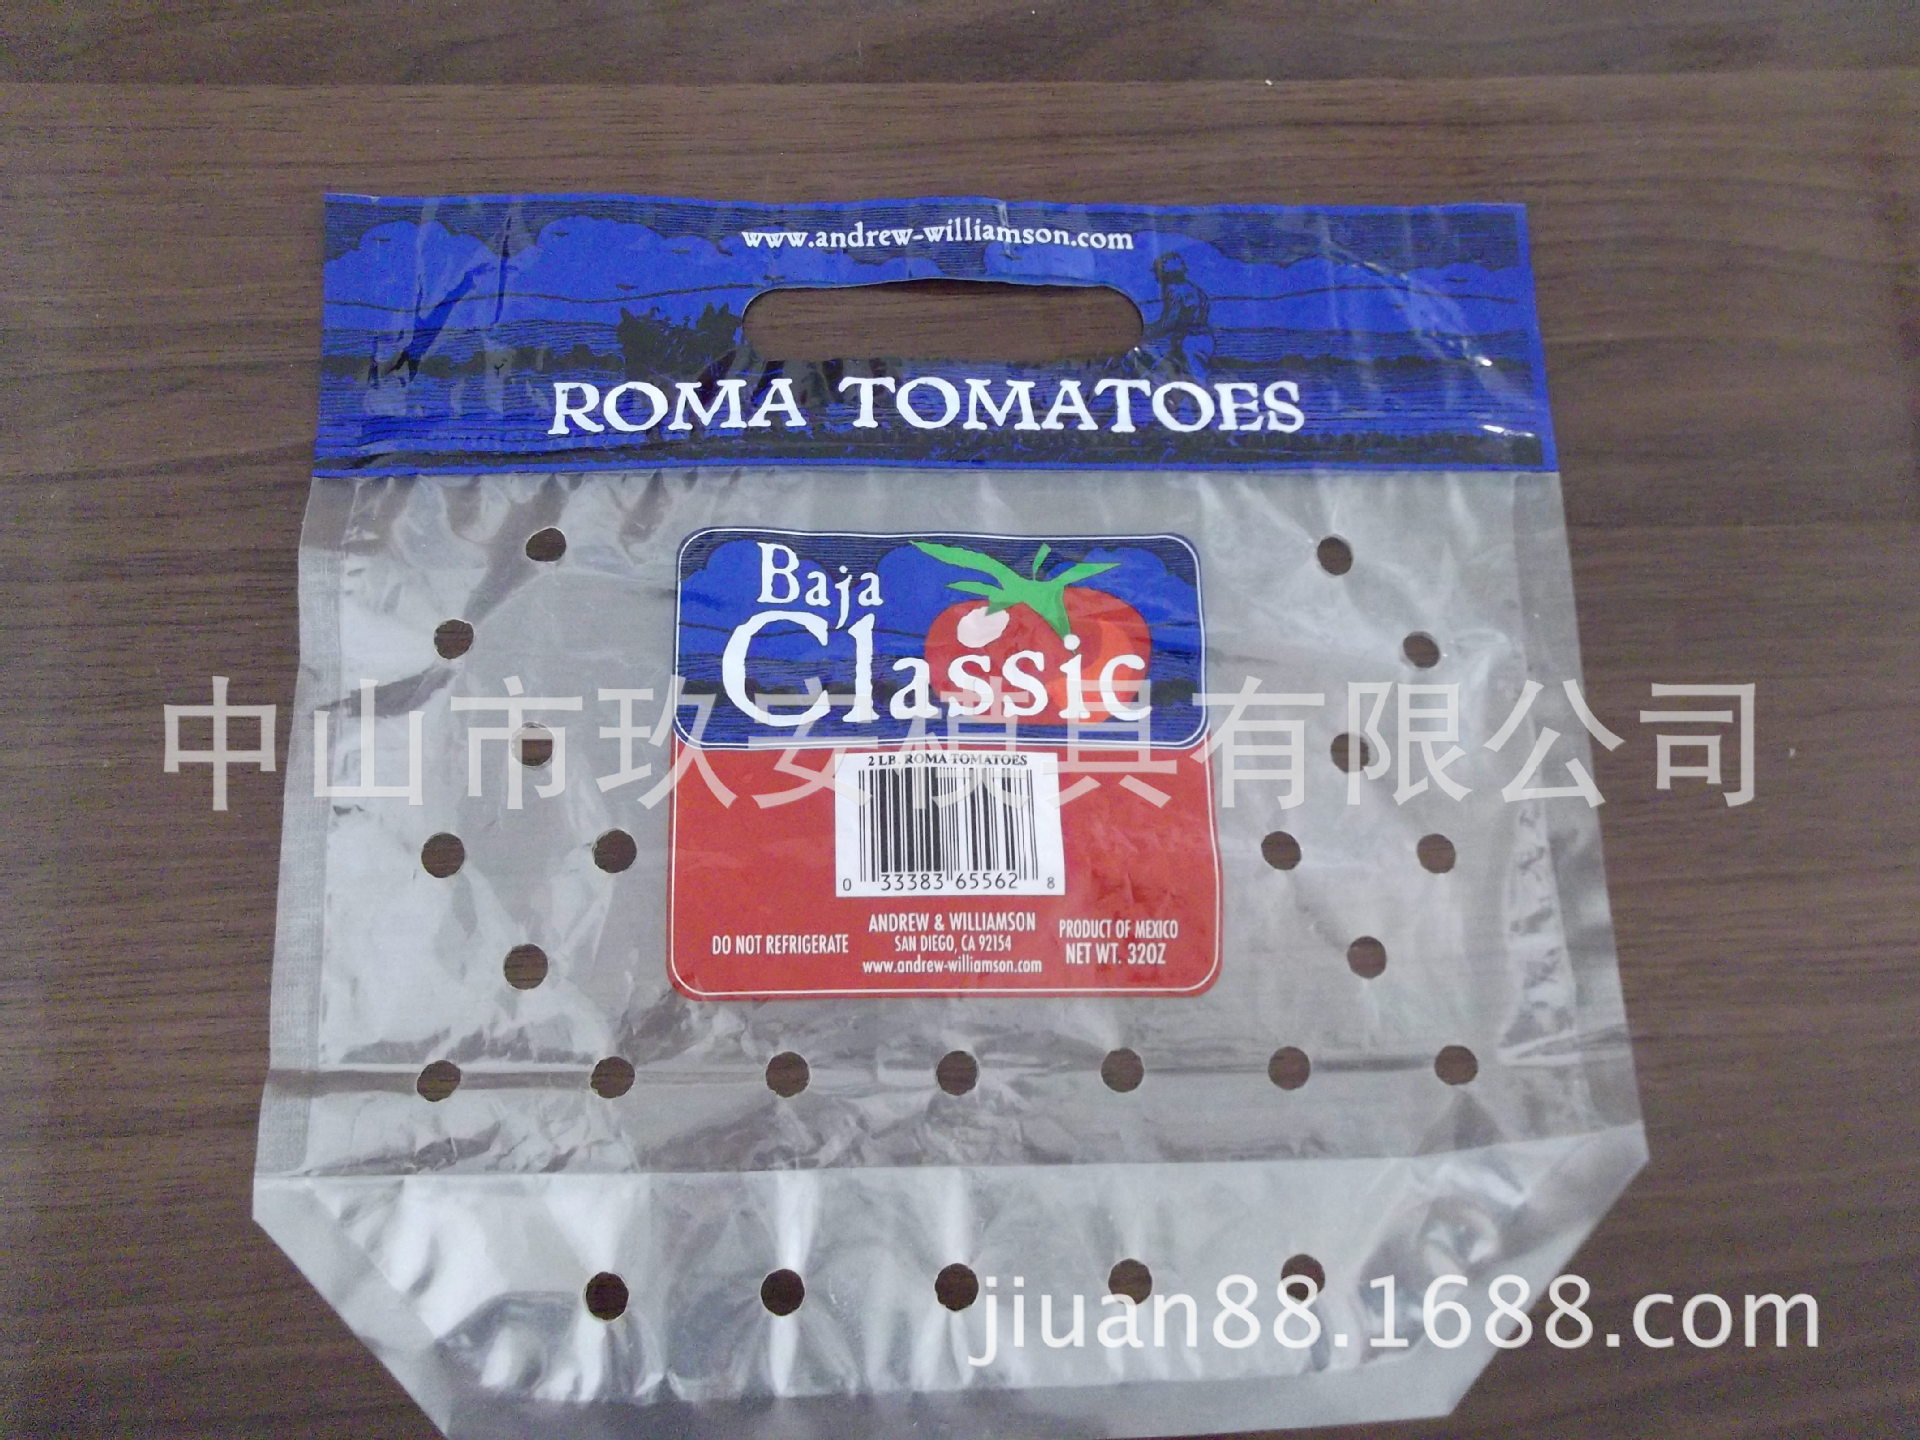 www.andrew-williamson.com
ROMA TOMATOES
Baja
Classic
中山市玖安模具有限公司
2 LB. ROMA TOMATOES
0 33383 65562 8
DO NOT REFRIGERATE
ANDREW & WILLIAMSON
SAN DIEGO, CA 92154
www.andrew-williamson.com
PRODUCT OF MEXICO
NET WT. 32OZ
jiuan88.1688.com